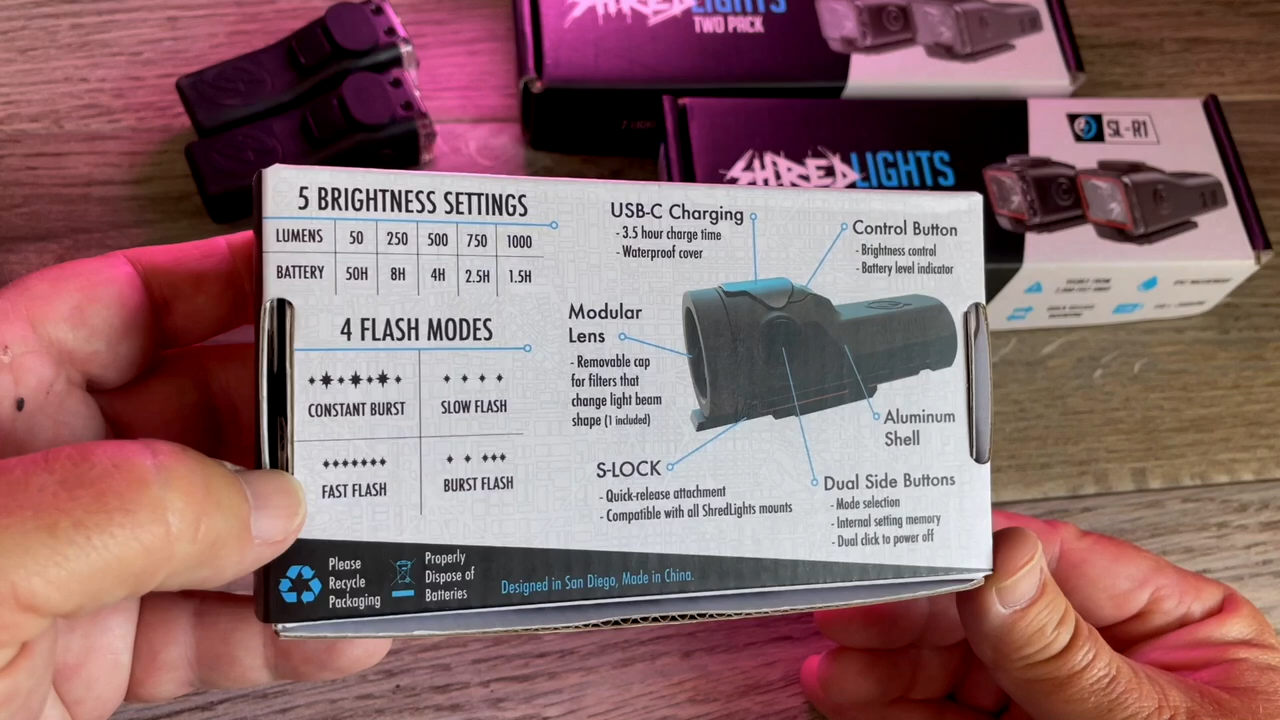 SHREDLIGHTS
TWO PACK
SL-R1
SHREDLIGHTS
5 BRIGHTNESS SETTINGS
LUMENS 50 250 500 750 1000
BATTERY 50H 8H 4H 2.5H 1.5H
4 FLASH MODES
CONSTANT BURST
SLOW FLASH
FAST FLASH
BURST FLASH
USB-C Charging
- 3.5 hour charge time
- Waterproof cover
Control Button
- Brightness control
- Battery level indicator
Modular
Lens
- Removable cap
for filters that
change light beam
shape (1 included)
Aluminum
Shell
S-LOCK
- Quick-release attachment
- Compatible with all ShredLights mounts
Dual Side Buttons
- Mode selection
- Internal setting memory
- Dual click to power off
Please
Recycle
Packaging
Properly
Dispose of
Batteries
Designed in San Diego, Made in China.